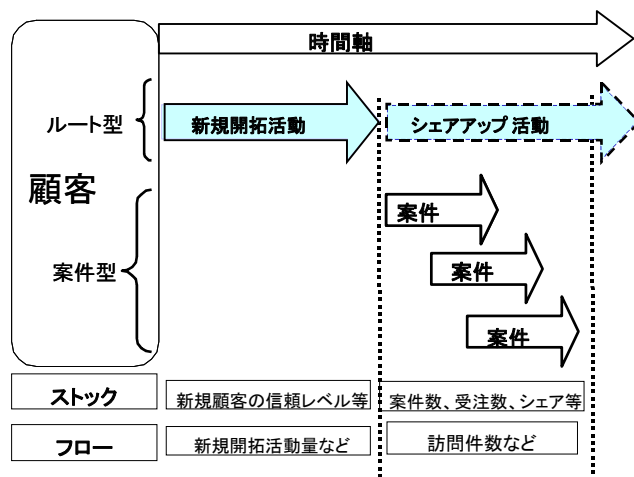 時間軸
ルート型
新規開拓活動
シェアアップ活動
顧客
案件
案件型
案件
案件
ストック
新規顧客の信頼レベル等
案件数、受注数、シェア等
フロー
新規開拓活動量など
訪問件数など